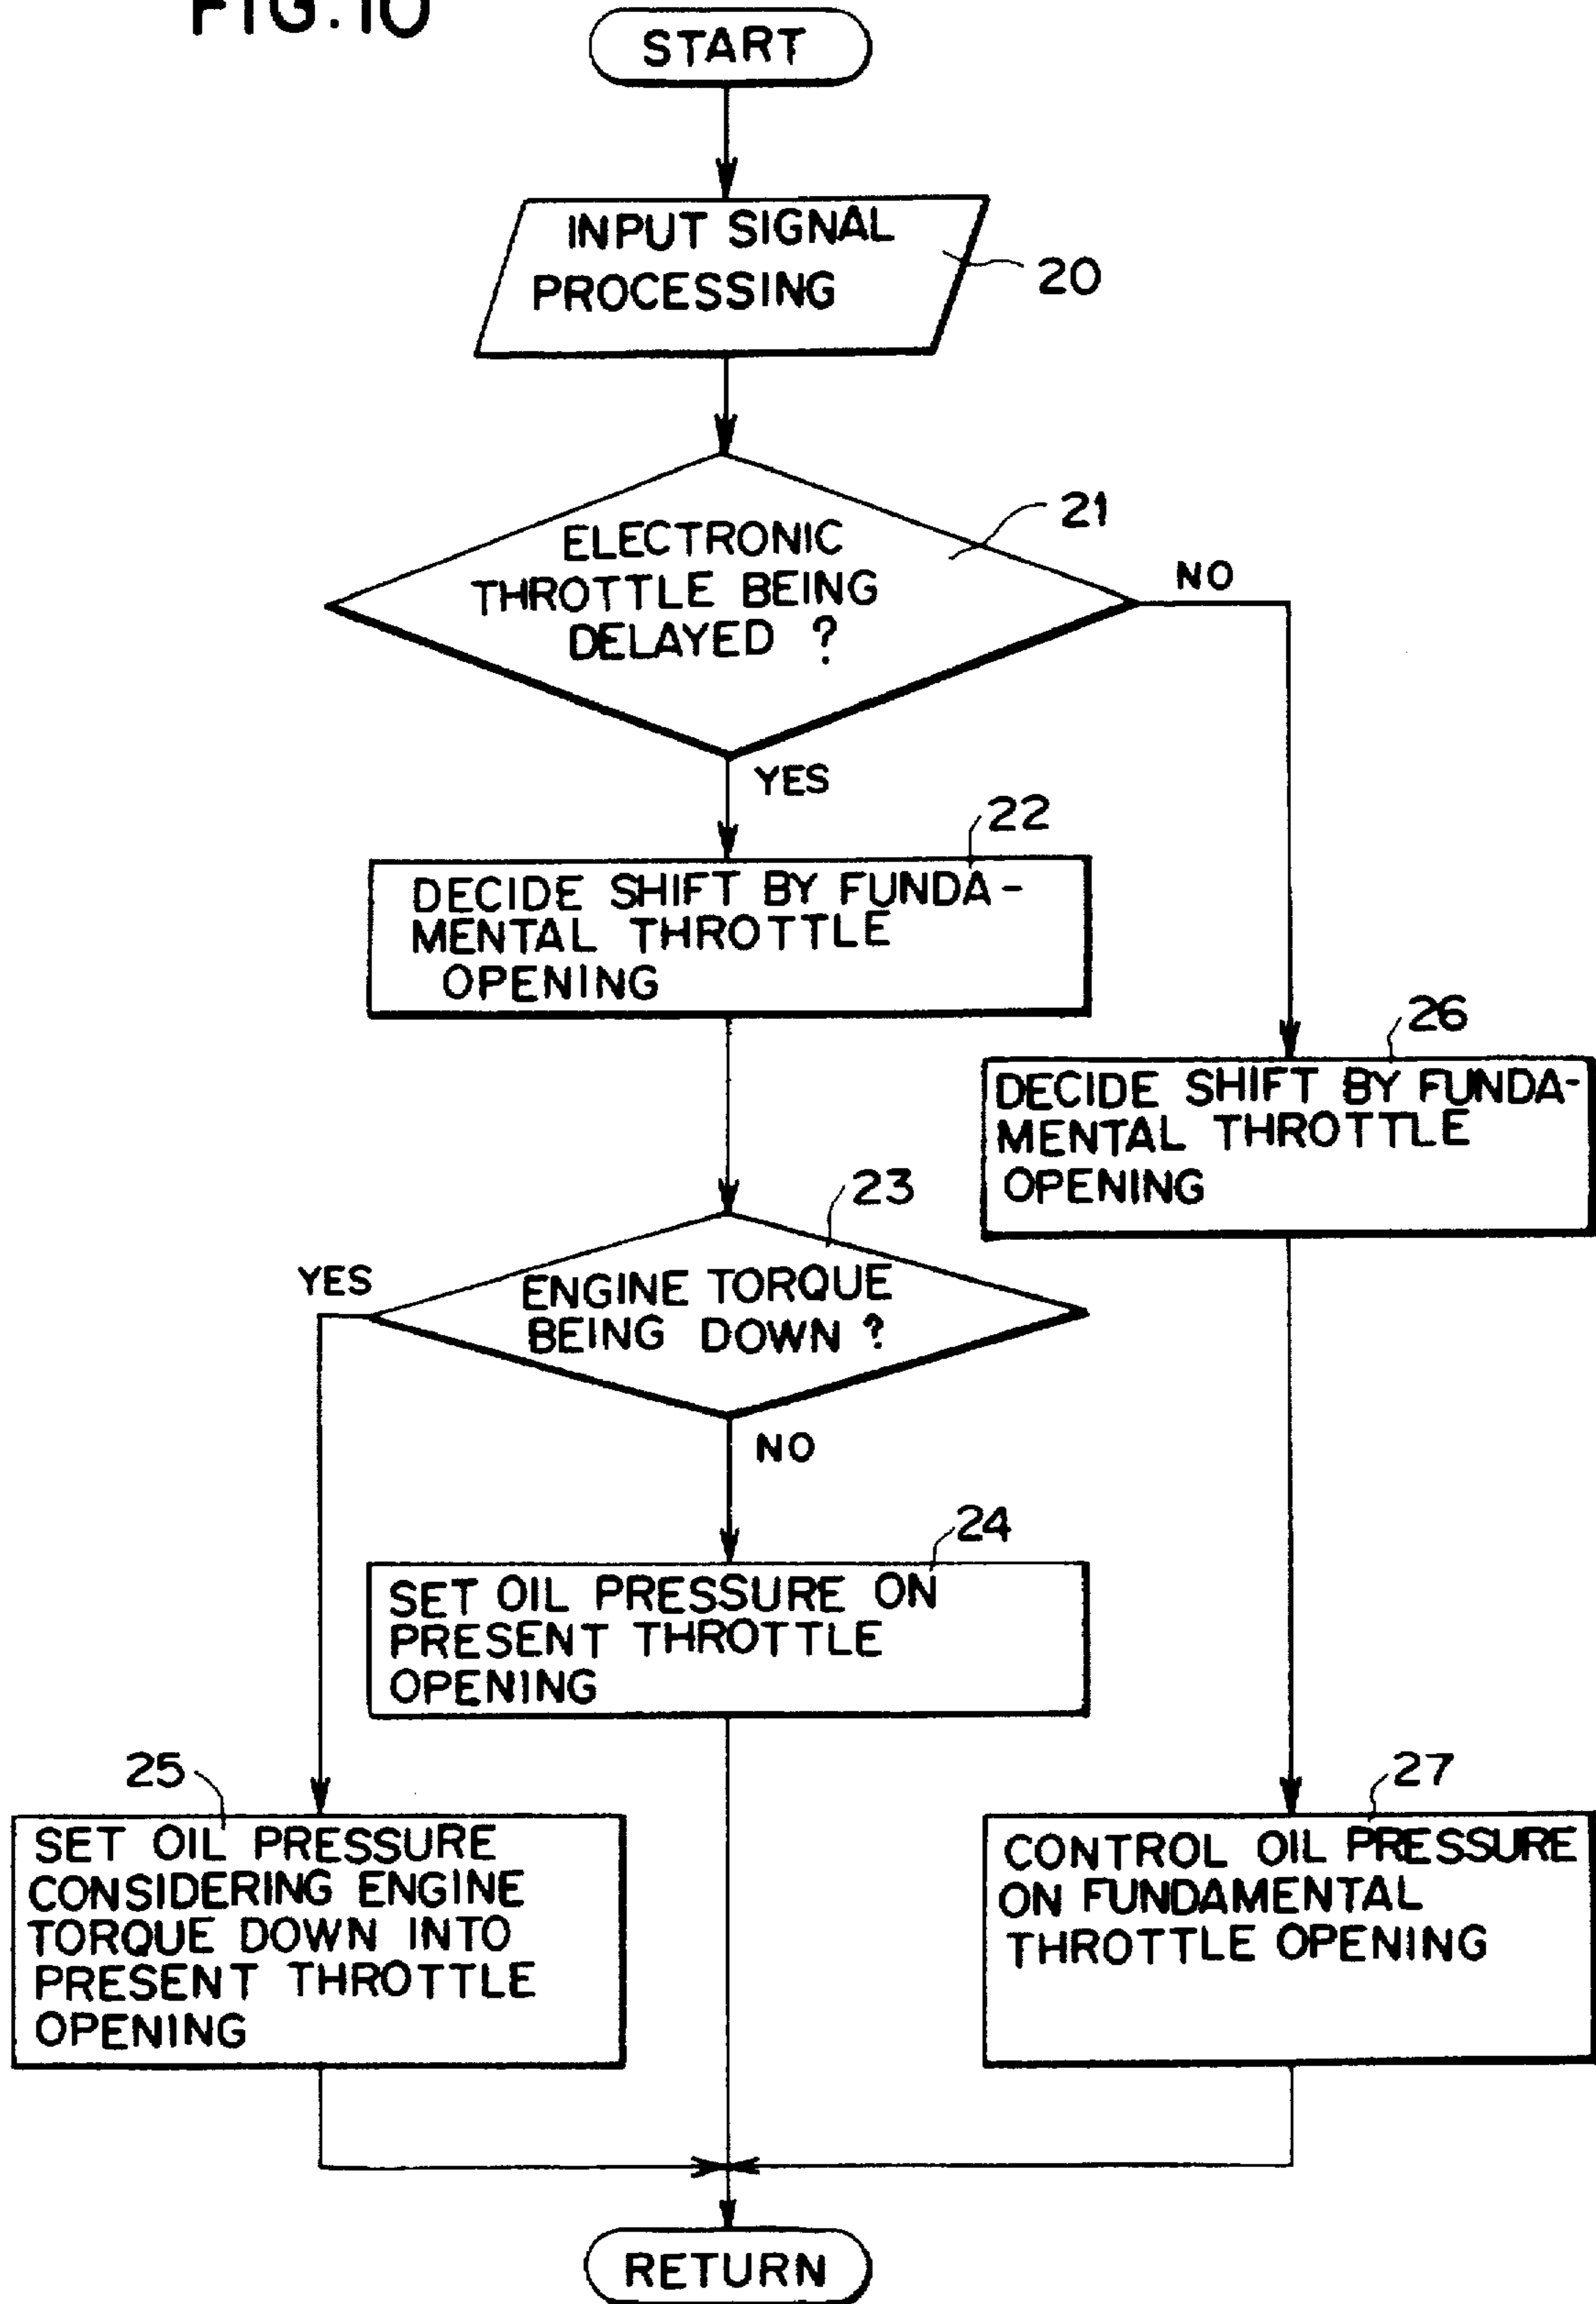 FIG. 10
START
INPUT SIGNAL
PROCESSING
20
ELECTRONIC
THROTTLE BEING
DELAYED ?
21
NO
YES
22
DECIDE SHIFT BY FUNDA-
MENTAL THROTTLE
OPENING
26
DECIDE SHIFT BY FUNDA-
MENTAL THROTTLE
OPENING
23
YES
ENGINE TORQUE
BEING DOWN ?
NO
24
SET OIL PRESSURE ON
PRESENT THROTTLE
OPENING
25
SET OIL PRESSURE
CONSIDERING ENGINE
TORQUE DOWN INTO
PRESENT THROTTLE
OPENING
27
CONTROL OIL PRESSURE
ON FUNDAMENTAL
THROTTLE OPENING
RETURN